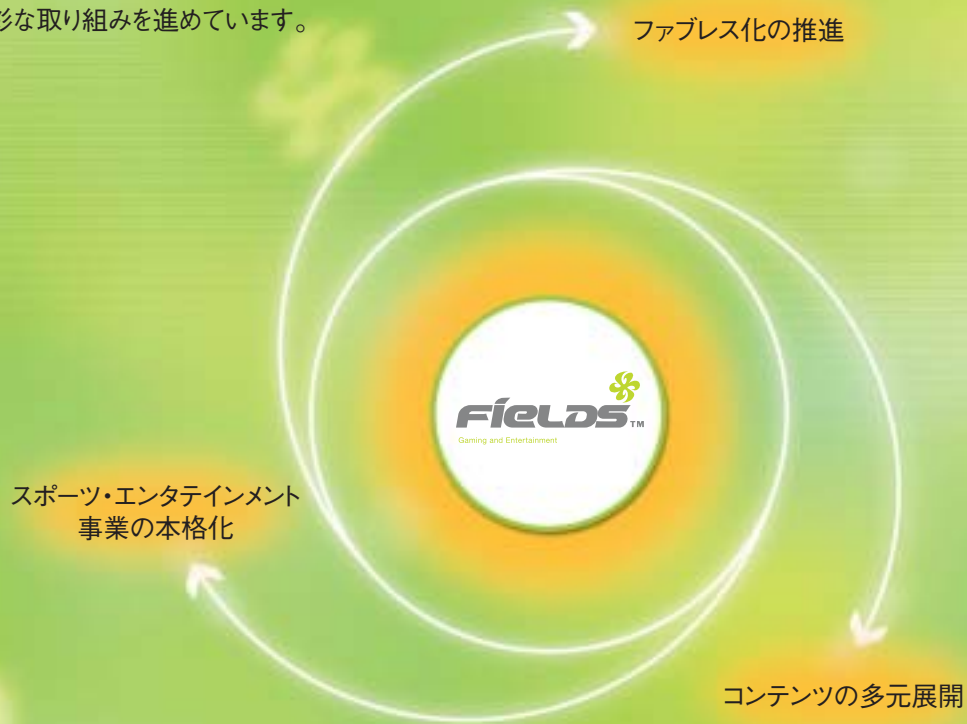 彩な取り組みを進めています。
ファブレス化の推進
FIELDS™
Gaming and Entertainment
スポーツ・エンタテインメント
事業の本格化
コンテンツの多元展開